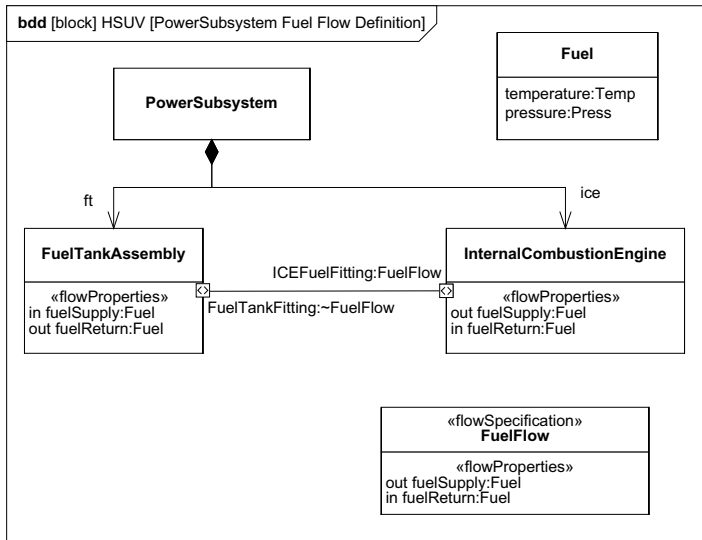 bdd [block] HSUV [PowerSubsystem Fuel Flow Definition]
PowerSubsystem
Fuel
temperature:Temp
pressure:Press
ft
ice
FuelTankAssembly
«flowProperties»
in fuelSupply:Fuel
out fuelReturn:Fuel
ICEFuelFitting:FuelFlow
FuelTankFitting:~FuelFlow
InternalCombustionEngine
«flowProperties»
out fuelSupply:Fuel
in fuelReturn:Fuel
«flowSpecification»
FuelFlow
«flowProperties»
out fuelSupply:Fuel
in fuelReturn:Fuel